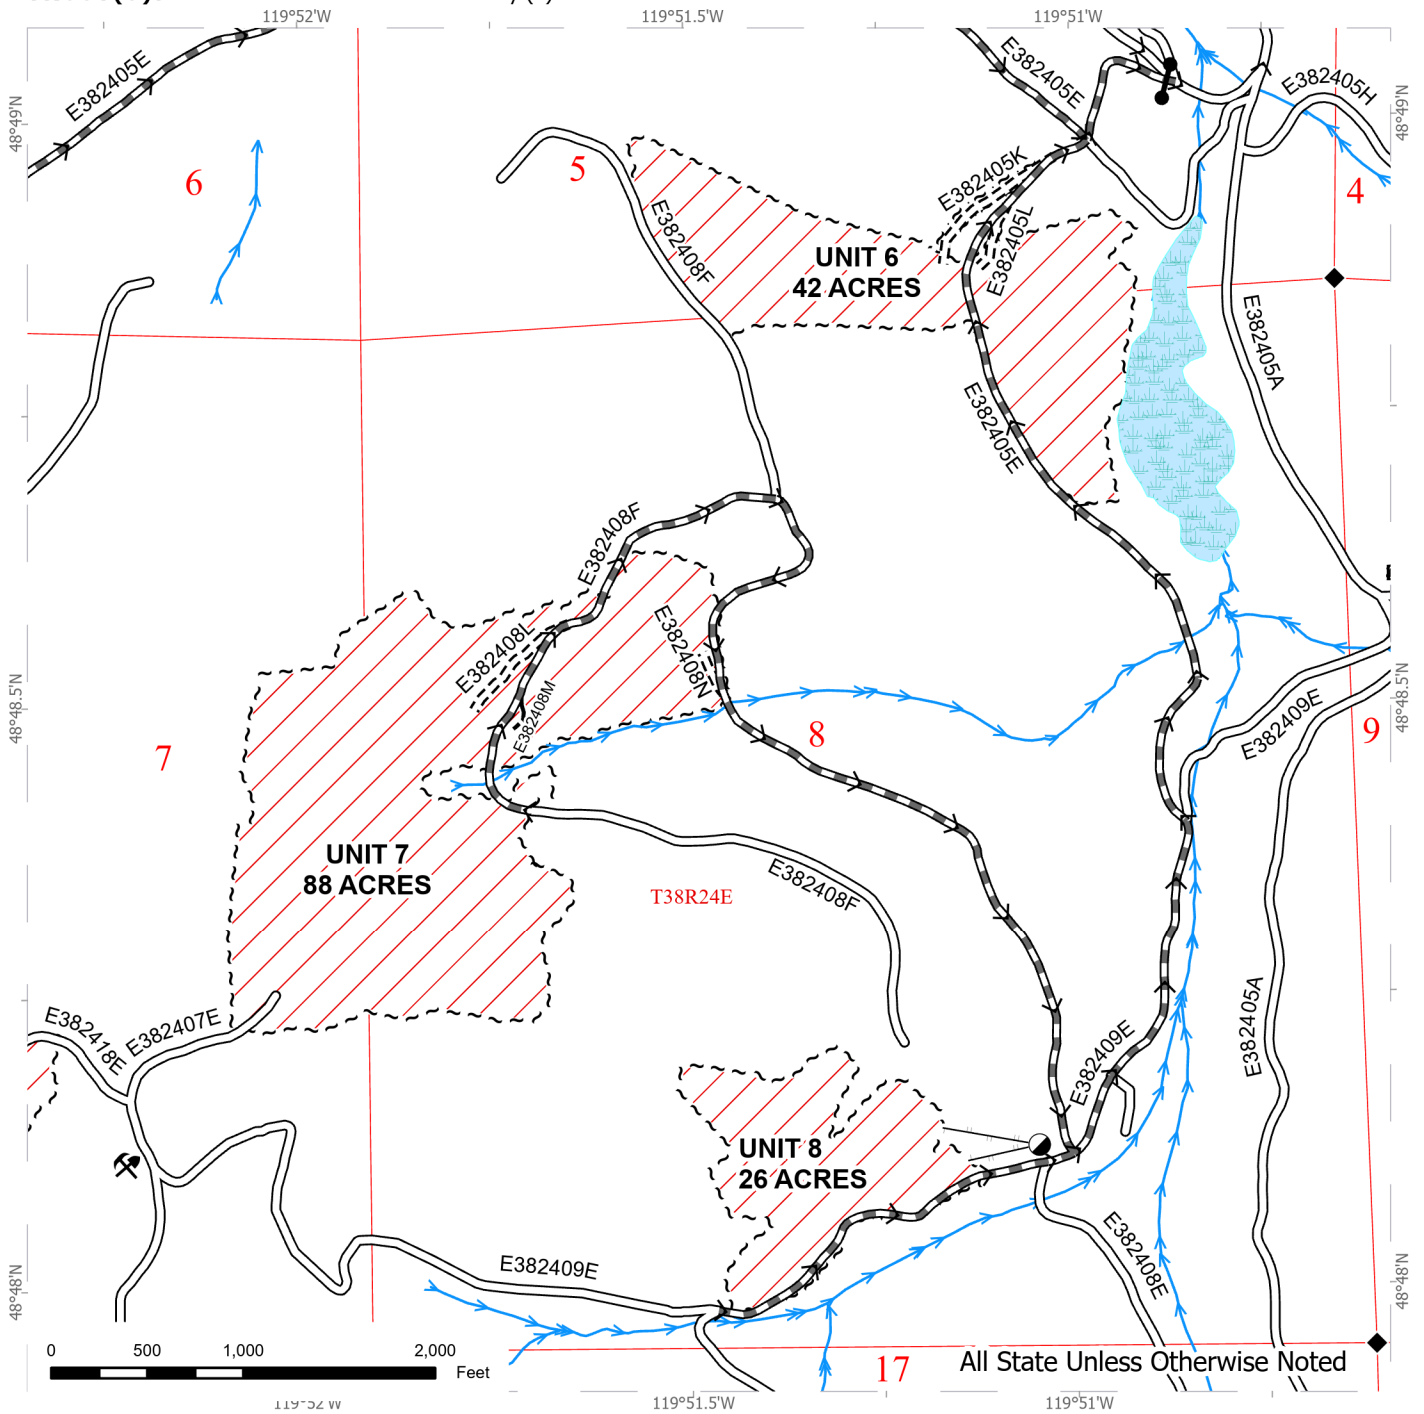 119°52'W
119°51.5'W
119°51'W
E382405E
E382405E
E382405H
48°49'N
48°49'N
6
5
4
E382405K
E382408F
E382405L
UNIT 6
42 ACRES
E382405A
E382405E
E382408F
E382408L
E382408N
E382408M
48°48.5'N
48°48.5'N
7
8
9
E382409E
UNIT 7
88 ACRES
T38R24E
E382408F
E382418E
E382407E
E382405A
E382409E
UNIT 8
26 ACRES
E382409E
E382408E
48°48'N
48°48'N
0 500 1,000 2,000
Feet
17
All State Unless Otherwise Noted
119°52'W
119°51.5'W
119°51'W